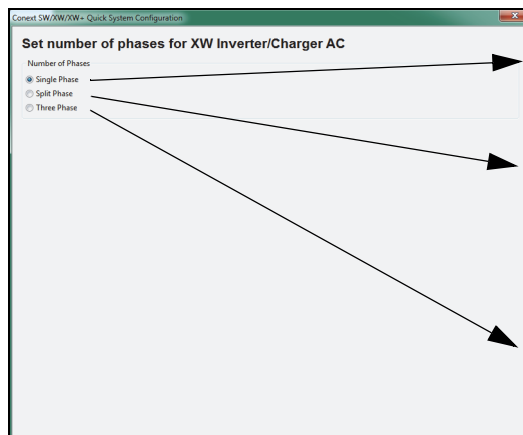 Conext SW/XW/XW+ Quick System Configuration
Set number of phases for XW Inverter/Charger AC
Number of Phases
Single Phase
Split Phase
Three Phase